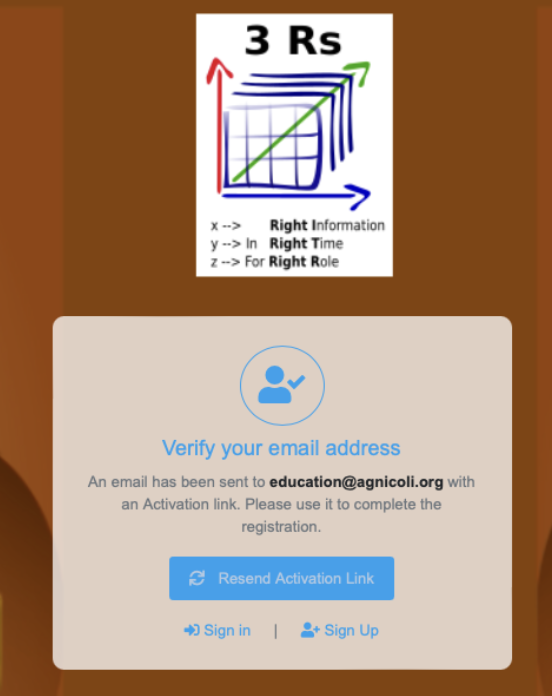 3 Rs
x --> Right Information
y --> In Right Time
z --> For Right Role
Verify your email address
An email has been sent to education@agnicoli.org with
an Activation link. Please use it to complete the
registration.
Resend Activation Link
Sign in | Sign Up